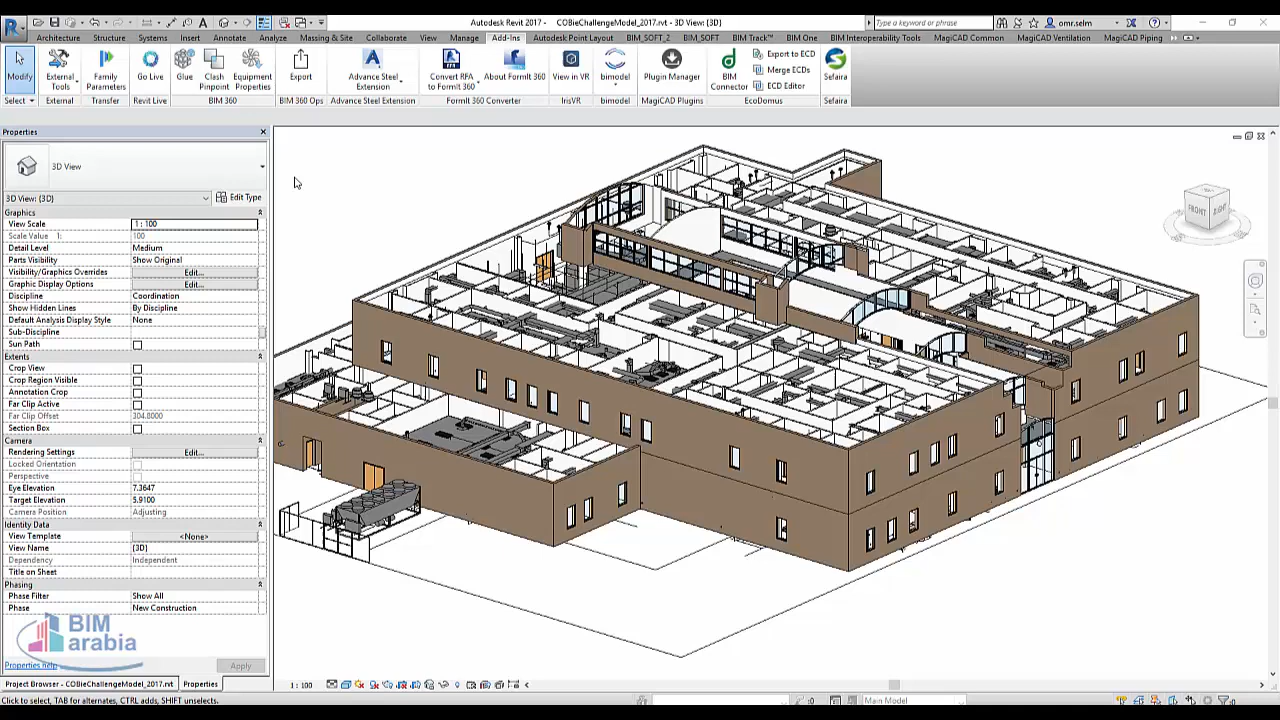 Autodesk Revit 2017 - COBieChallengeModel_2017.rvt - 3D View: {3D}
Type a keyword or phrase
omr.selm
Architecture Structure Systems Insert Annotate Analyze Massing & Site Collaborate View Manage Add-Ins Autodesk Point Layout BIM_SOFT_2 BIM_SOFT BIM Track™ BIM One BIM Interoperability Tools MagiCAD Common MagiCAD Ventilation MagiCAD Piping
Modify
External Tools
Family Parameters
Go Live
Glue
Clash Pinpoint
Equipment Properties
Export
Advance Steel Extension
Convert RFA to FormIt 360
About FormIt 360
View in VR
bimodel
Plugin Manager
BIM Connector
Export to ECD
Merge ECDs
ECD Editor
Sefaira
Select External Transfer Revit Live BIM 360 BIM 360 Ops Advance Steel Extension FormIt 360 Converter IrisVR bimodel MagiCAD Plugins EcoDomus Sefaira
Properties
3D View
3D View: {3D} Edit Type
Graphics
View Scale 1 : 100
Scale Value 1: 100
Detail Level Medium
Parts Visibility Show Original
Visibility/Graphics Overrides Edit...
Graphic Display Options Edit...
Discipline Coordination
Show Hidden Lines By Discipline
Default Analysis Display Style None
Sub-Discipline
Sun Path
Extents
Crop View
Crop Region Visible
Annotation Crop
Far Clip Active
Far Clip Offset 304.8000
Section Box
Camera
Rendering Settings Edit...
Locked Orientation
Perspective
Eye Elevation 7.3647
Target Elevation 5.9100
Camera Position Adjusting
Identity Data
View Template <None>
View Name {3D}
Dependency Independent
Title on Sheet
Phasing
Phase Filter Show All
Phase New Construction
BIM
arabia
Properties help Apply
Project Browser - COBieChallengeModel_2017.rvt Properties
1 : 100
Click to select, TAB for alternates, CTRL adds, SHIFT unselects.
:0
Main Model
:0
FRONT
RIGHT